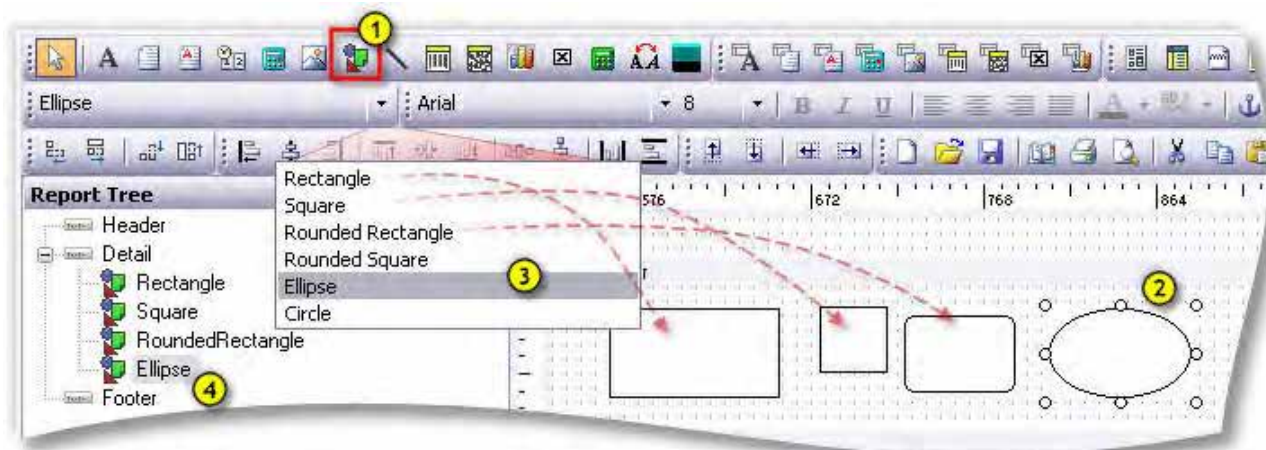 1
A A A.A A A
Ellipse Arial 8 B I U A
Report Tree 576 672 768 864
Header
Detail
Rectangle
Square
RoundedRectangle
Ellipse
Footer
4
Rectangle
Square
Rounded Rectangle
Rounded Square
Ellipse
Circle
3
r
2